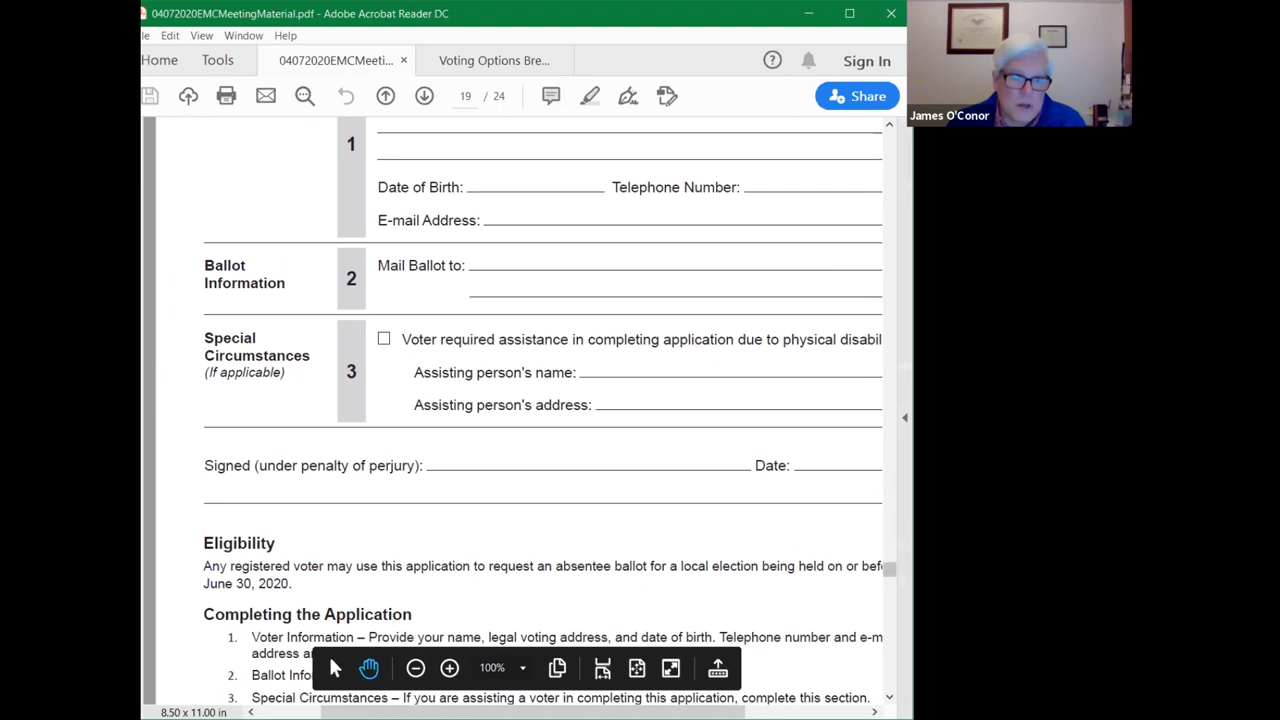 04072020EMCMeetingMaterial.pdf - Adobe Acrobat Reader DC
le Edit View Window Help
Home Tools 04072020EMCMeeti... × Voting Options Bre... ? Sign In
19 / 24 Share
James O'Conor
1
Date of Birth: Telephone Number:
E-mail Address:
Ballot
Information
2
Mail Ballot to:
Special
Circumstances
(If applicable)
3
Voter required assistance in completing application due to physical disabil
Assisting person's name:
Assisting person's address:
Signed (under penalty of perjury): Date:
Eligibility
Any registered voter may use this application to request an absentee ballot for a local election being held on or befo
June 30, 2020.
Completing the Application
1. Voter Information – Provide your name, legal voting address, and date of birth. Telephone number and e-m
address a
2. Ballot Info
3. Special Circumstances – If you are assisting a voter in completing this application, complete this section.
100%
8.50 x 11.00 in